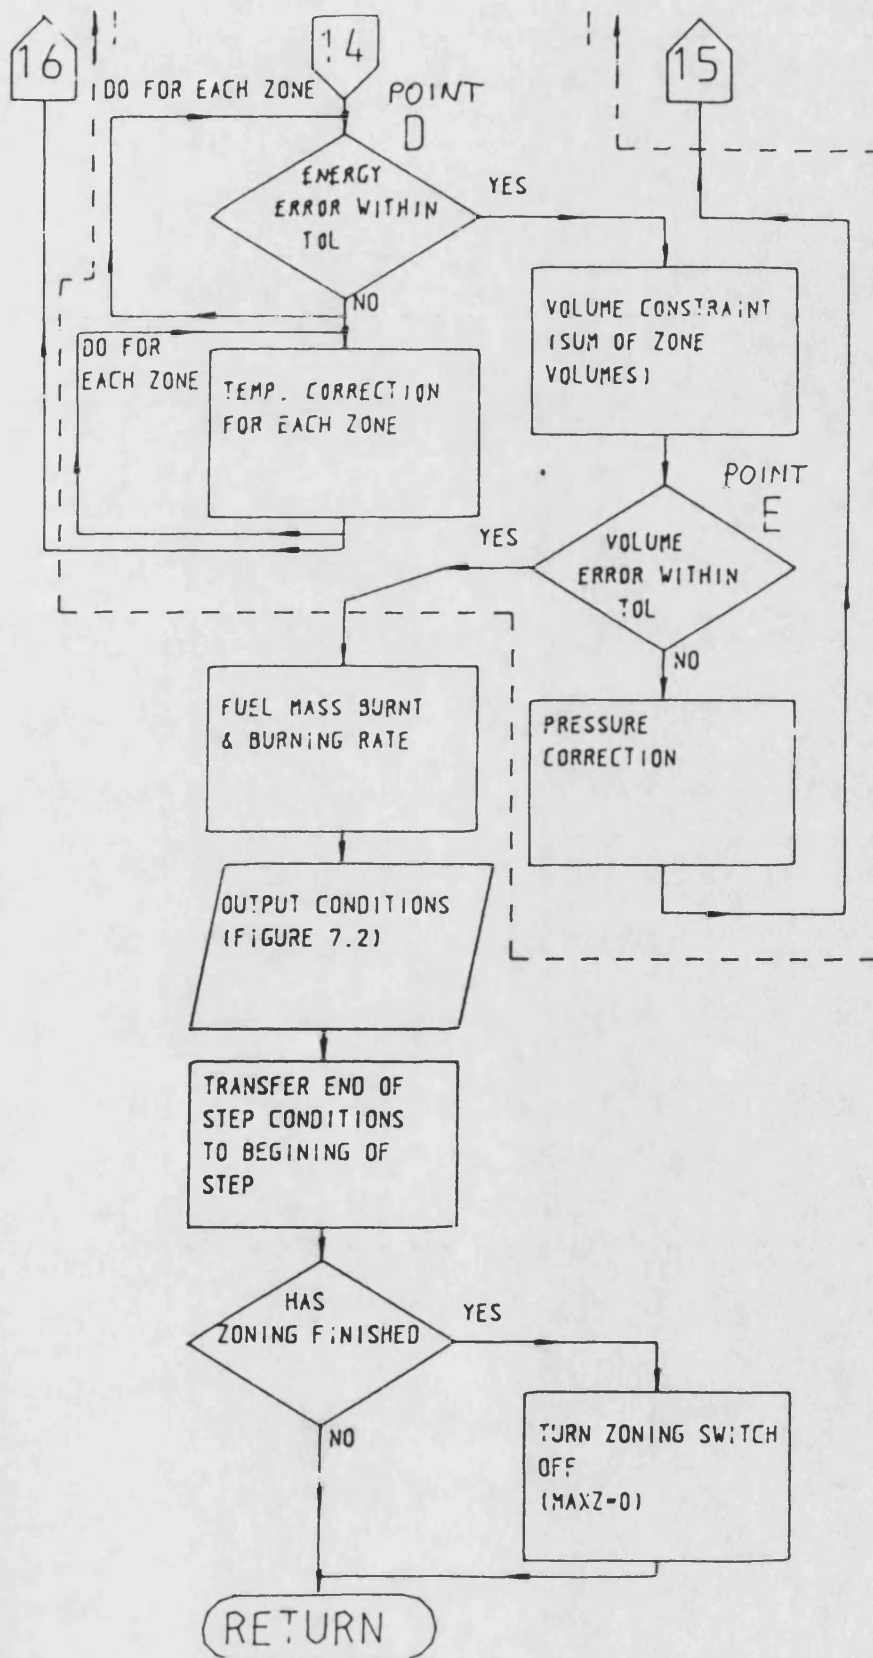 16
14
15
DO FOR EACH ZONE
POINT
D
ENERGY
ERROR WITHIN
TOL
YES
NO
VOLUME CONSTRAINT
(SUM OF ZONE
VOLUMES)
DO FOR
EACH ZONE
TEMP. CORRECTION
FOR EACH ZONE
POINT
E
YES
VOLUME
ERROR WITHIN
TOL
NO
FUEL MASS BURNT
& BURNING RATE
PRESSURE
CORRECTION
OUTPUT CONDITIONS
(FIGURE 7.2)
TRANSFER END OF
STEP CONDITIONS
TO BEGINING OF
STEP
HAS
ZONING FINISHED
YES
NO
TURN ZONING SWITCH
OFF
(MAXZ=0)
RETURN